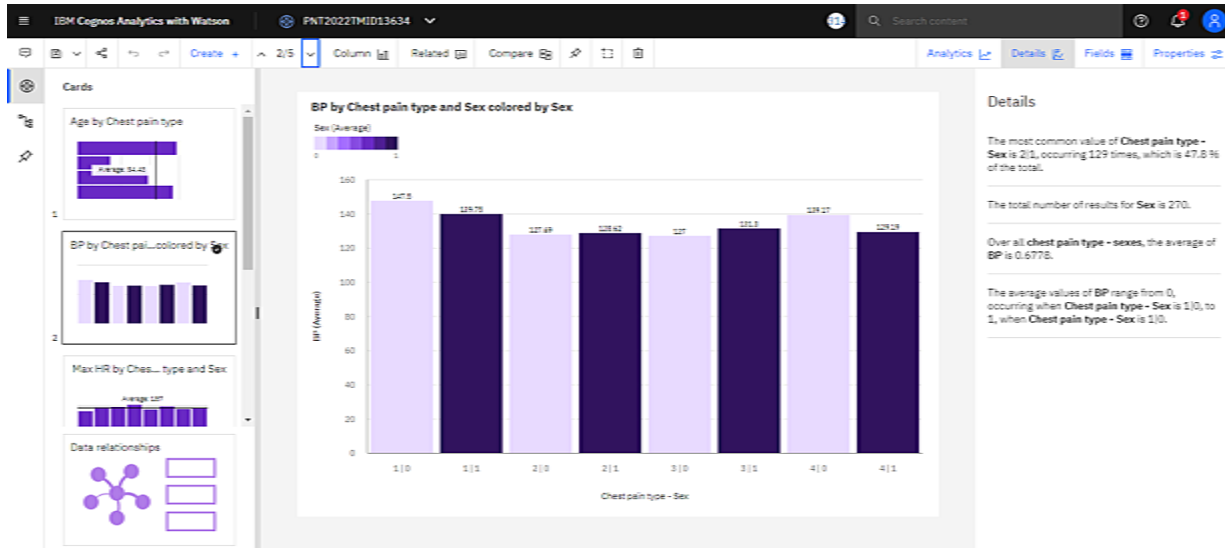 IBM Cognos Analytics with Watson
PNT2022TMID13634
Search content
Create +
2/5
Column
Related
Compare
Analytics
Details
Fields
Properties
Cards
Age by Chest pain type
1
BP by Chest pai...colored by Sex
2
Max HR by Ches... type and Sex
Average: 137
Data relationships
BP by Chest pain type and Sex colored by Sex
Sex (Average)
0 1
160
140
120
100
80
60
40
20
0
BP (Average)
147.5
139.75
127.69
128.62
127
131.3
139.17
129.19
1|0
1|1
2|0
2|1
3|0
3|1
4|0
4|1
Chest pain type - Sex
Details
The most common value of Chest pain type -
Sex is 2|1, occurring 129 times, which is 47.8 %
of the total.
The total number of results for Sex is 270.
Over all chest pain type - sexes, the average of
BP is 0.6778.
The average values of BP range from 0,
occurring when Chest pain type - Sex is 1|0, to
1, when Chest pain type - Sex is 1|0.